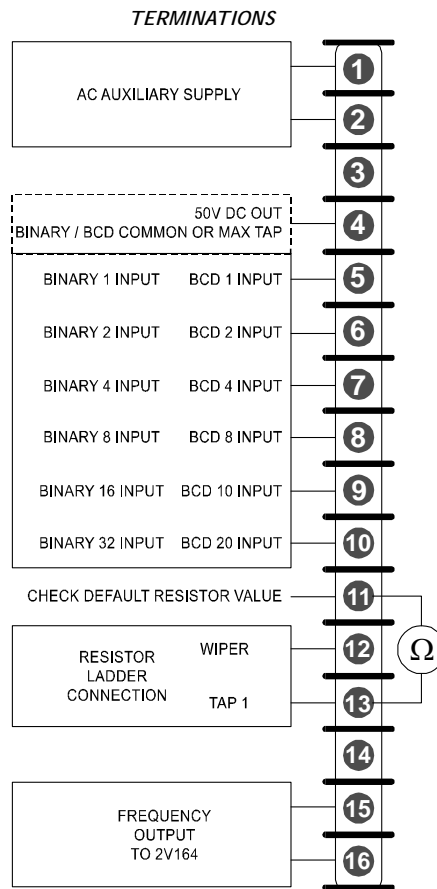 TERMINATIONS
AC AUXILIARY SUPPLY
1
2
3
50V DC OUT
BINARY / BCD COMMON OR MAX TAP
4
BINARY 1 INPUT BCD 1 INPUT 5
BINARY 2 INPUT BCD 2 INPUT 6
BINARY 4 INPUT BCD 4 INPUT 7
BINARY 8 INPUT BCD 8 INPUT 8
BINARY 16 INPUT BCD 10 INPUT 9
BINARY 32 INPUT BCD 20 INPUT 10
CHECK DEFAULT RESISTOR VALUE 11
RESISTOR
LADDER
CONNECTION
WIPER 12
TAP 1 13
Ω
14
FREQUENCY
OUTPUT
TO 2V164
15
16